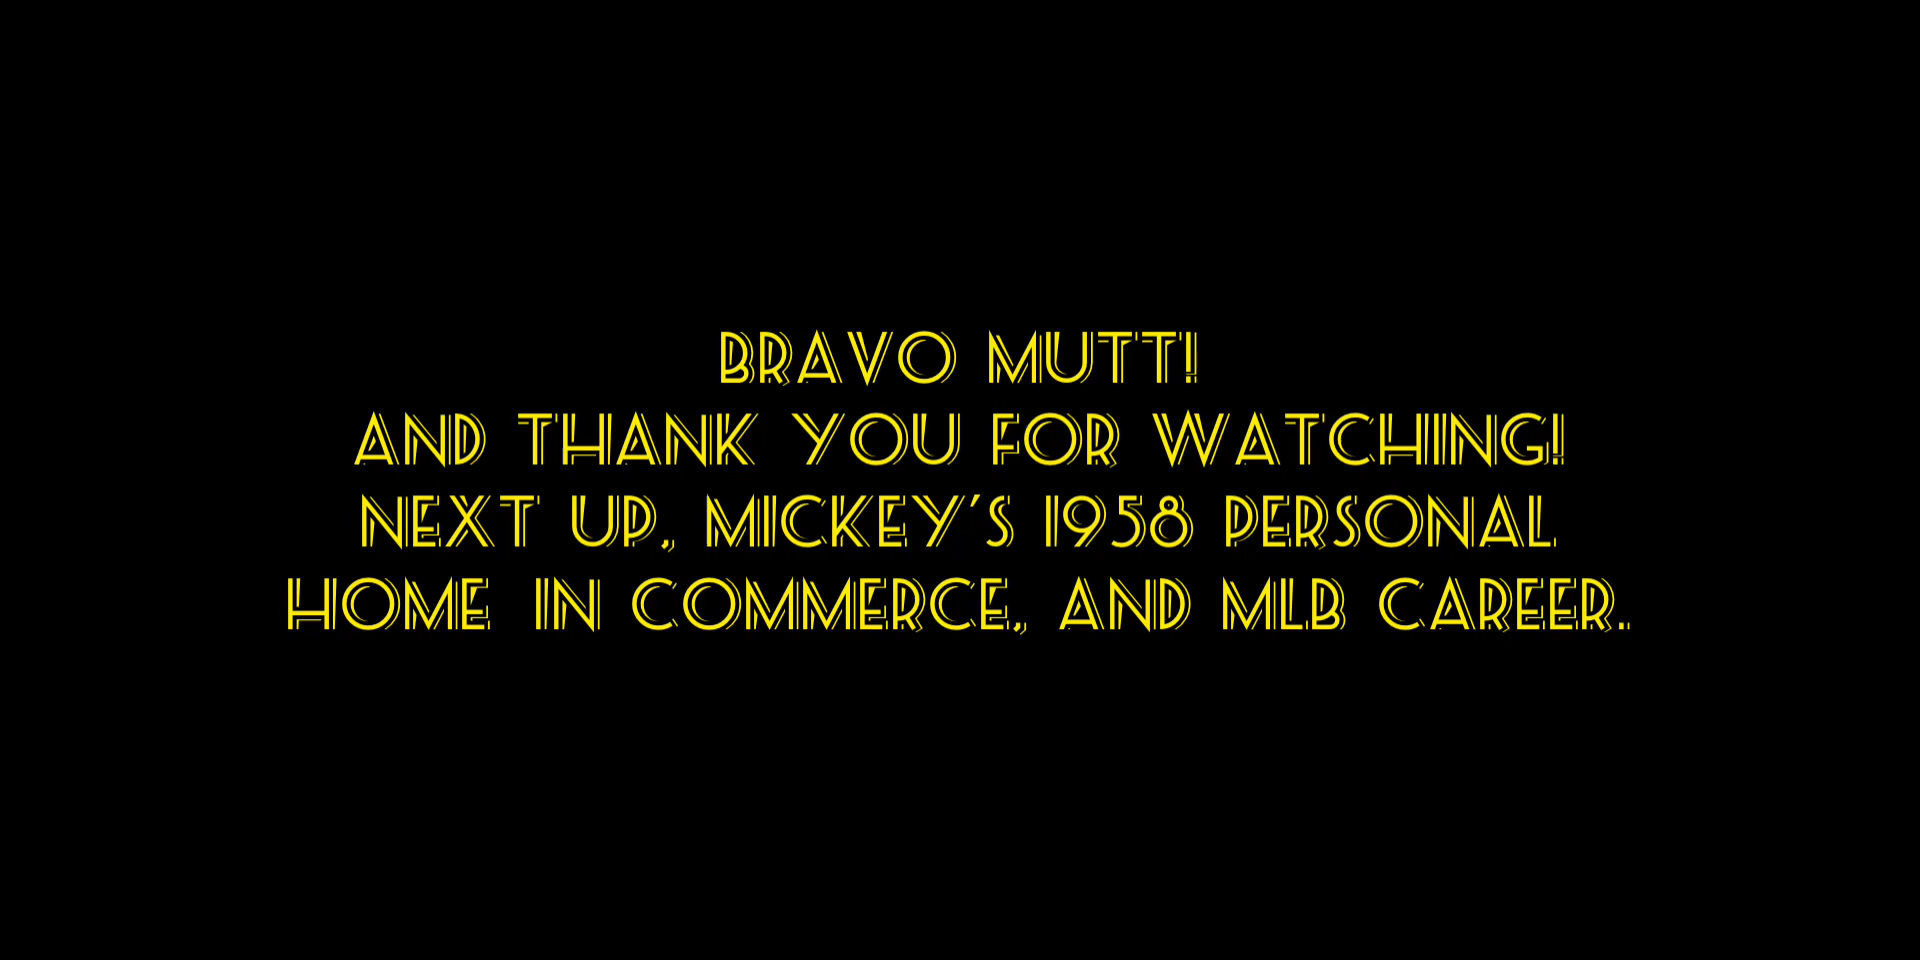 BRAVO MUTT!
AND THANK YOU FOR WATCHING!
NEXT UP, MICKEY'S 1958 PERSONAL
HOME IN COMMERCE, AND MLB CAREER.